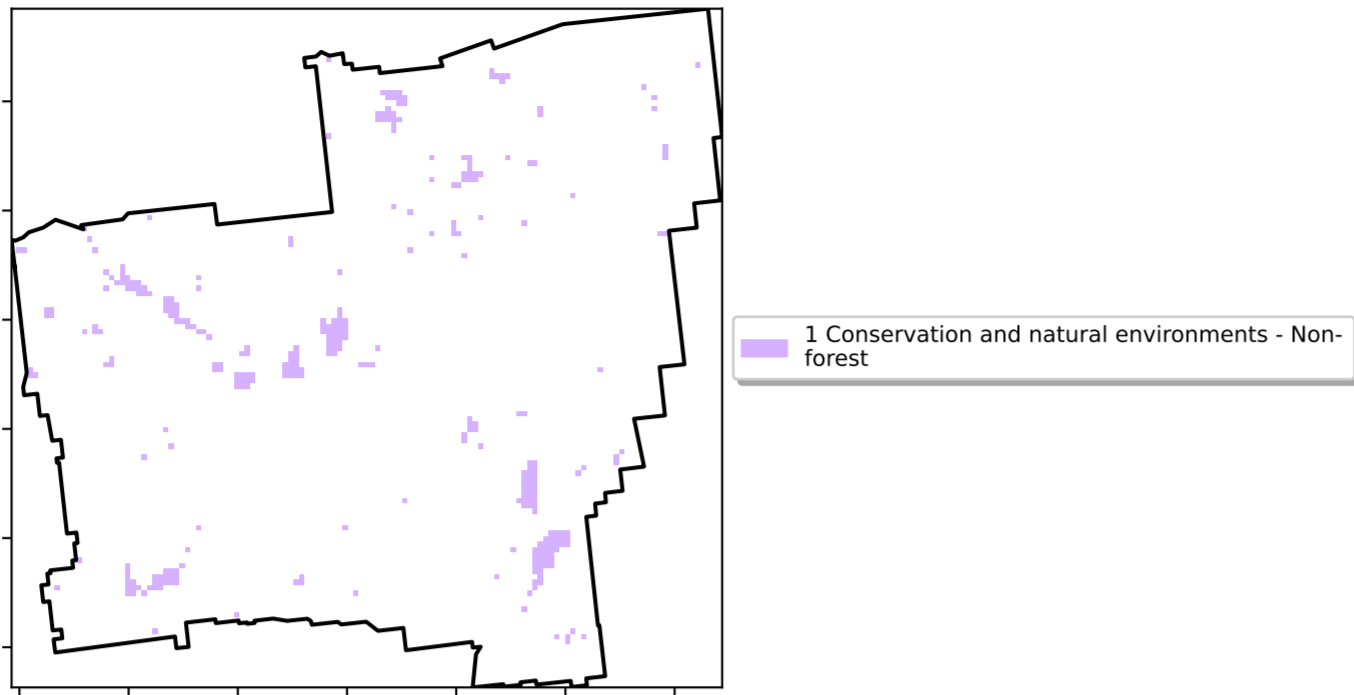 1 Conservation and natural environments - Non-
forest